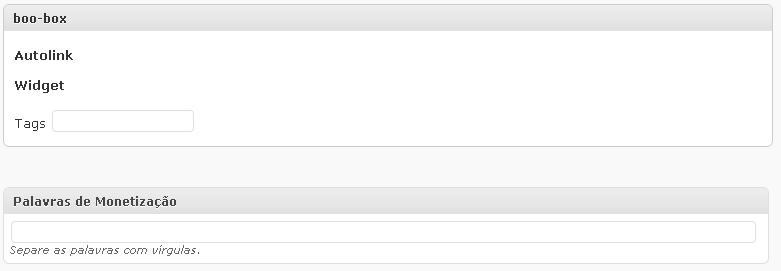 boo-box
Autolink
Widget
Tags
Palavras de Monetização
Separe as palavras com vírgulas.